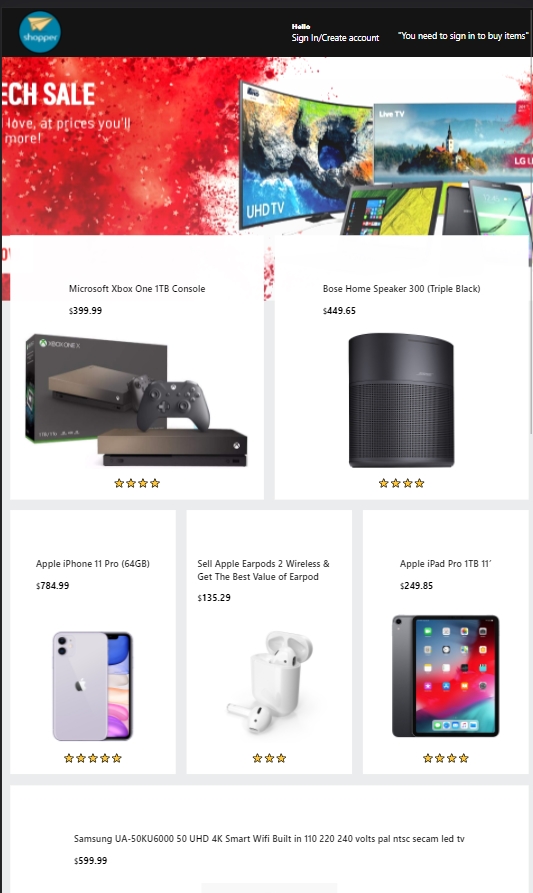 shopper
Hello
Sign In/Create account
"You need to sign in to buy items"
ECH SALE
love, at prices you'll
more!
Live TV
LG U
UHD TV
Microsoft Xbox One 1TB Console
$399.99
XBOX ONE X
Bose Home Speaker 300 (Triple Black)
$449.65
Apple iPhone 11 Pro (64GB)
$784.99
Sell Apple Earpods 2 Wireless &
Get The Best Value of Earpod
$135.29
Apple iPad Pro 1TB 11'
$249.85
Samsung UA-50KU6000 50 UHD 4K Smart Wifi Built in 110 220 240 volts pal ntsc secam led tv
$599.99